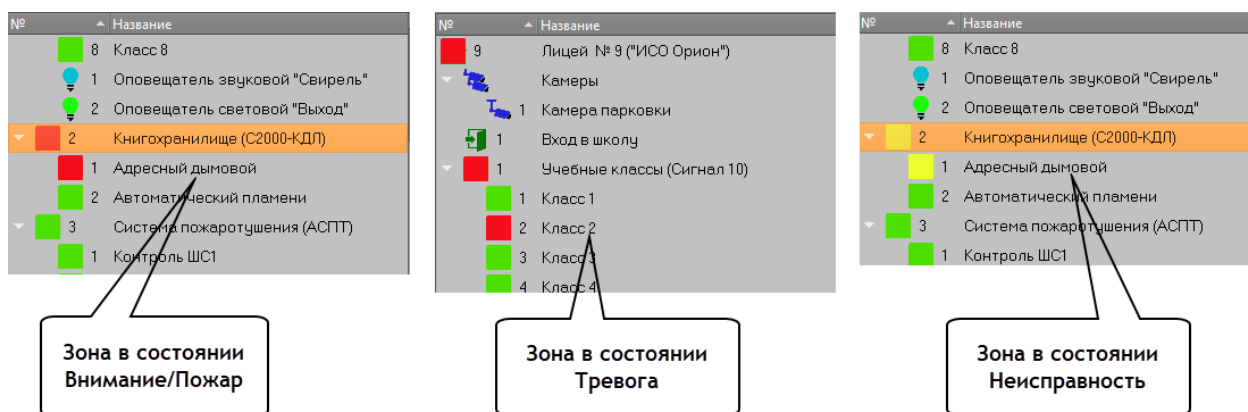 № Название
8 Класс 8
1 Оповещатель звуковой "Свирель"
2 Оповещатель световой "Выход"
2 Книгохранилище (С2000-КДЛ)
1 Адресный дымовой
2 Автоматический пламени
3 Система пожаротушения (АСПТ)
1 Контроль ШС1
Зона в состоянии
Внимание/Пожар
№ Название
9 Лицей № 9 ("ИСО Орион")
Камеры
1 Камера парковки
1 Вход в школу
1 Учебные классы (Сигнал 10)
1 Класс 1
2 Класс 2
3 Класс 3
4 Класс 4
Зона в состоянии
Тревога
№ Название
8 Класс 8
1 Оповещатель звуковой "Свирель"
2 Оповещатель световой "Выход"
2 Книгохранилище (С2000-КДЛ)
1 Адресный дымовой
2 Автоматический пламени
3 Система пожаротушения (АСПТ)
1 Контроль ШС1
Зона в состоянии
Неисправность